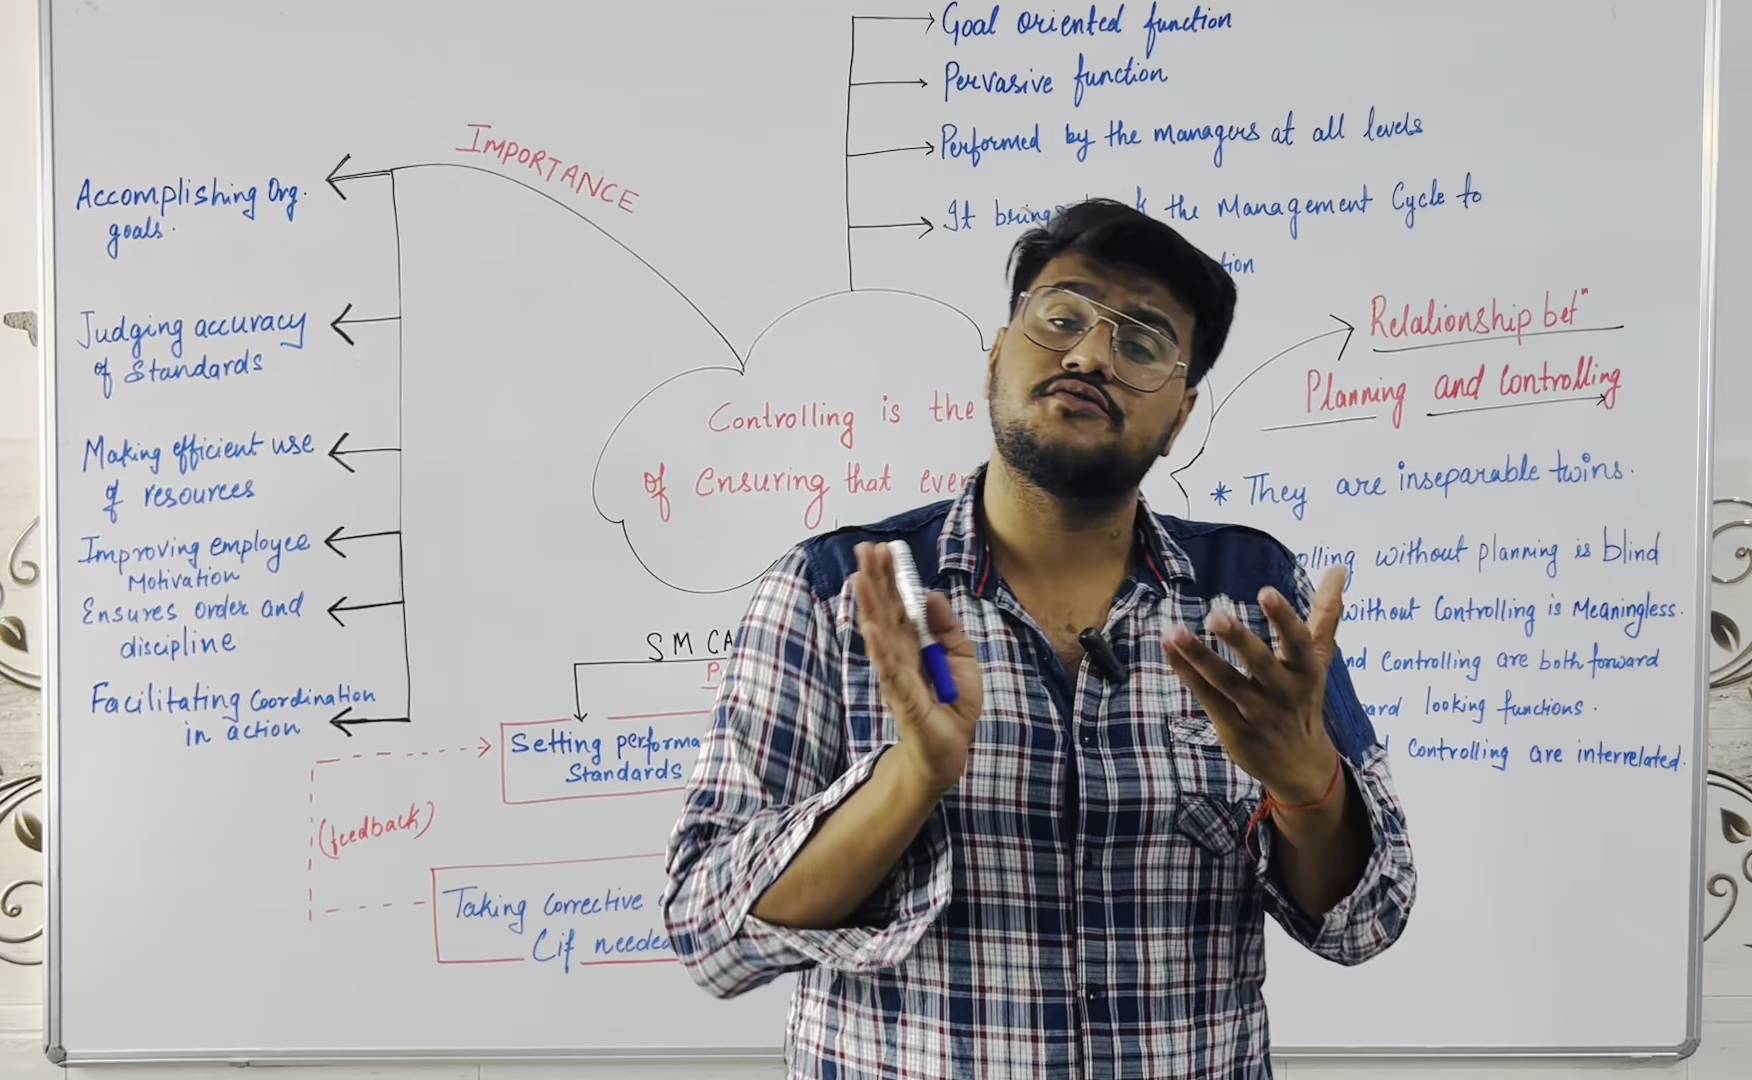 Goal oriented function
Pervasive function
Performed by the managers at all levels
It brings the Management Cycle to
IMPORTANCE
Accomplishing Org.
goals.
Judging accuracy
of Standards
Making efficient use
of resources
Improving employee
Motivation
Ensures order and
discipline
Facilitating Coordination
in action
Controlling is the
of ensuring that
Relationship betn
Planning and Controlling
* They are inseparable twins.
without planning is blind
without Controlling is Meaningless.
Controlling are both forward
looking functions.
Controlling are interrelated.
SM CA
Setting
Standards
(feedback)
Taking Corrective
(if needed